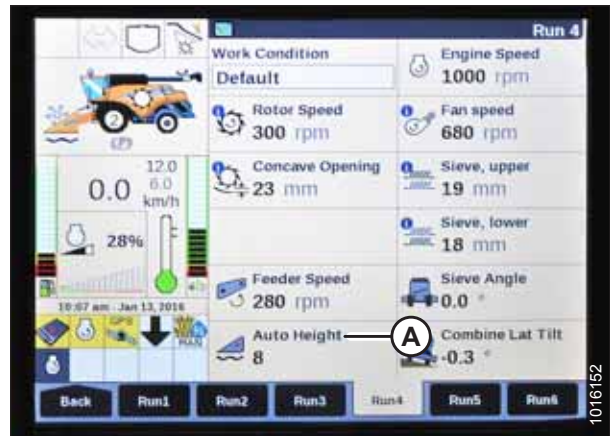 Run 4
Work Condition
Default
Engine Speed
1000 rpm
Rotor Speed
300 rpm
Fan speed
680 rpm
Concave Opening
23 mm
Sieve, upper
19 mm
Sieve, lower
18 mm
Feeder Speed
280 rpm
Sieve Angle
0.0 °
Auto Height
8
A
Combine Lat Tilt
-0.3 °
2
(P)
0.0
12.0
6.0
km/h
28%
10:07 am Jan 13, 2016
GPS
MAN
Back
Run1
Run2
Run3
Run4
Run5
Run6
1016152